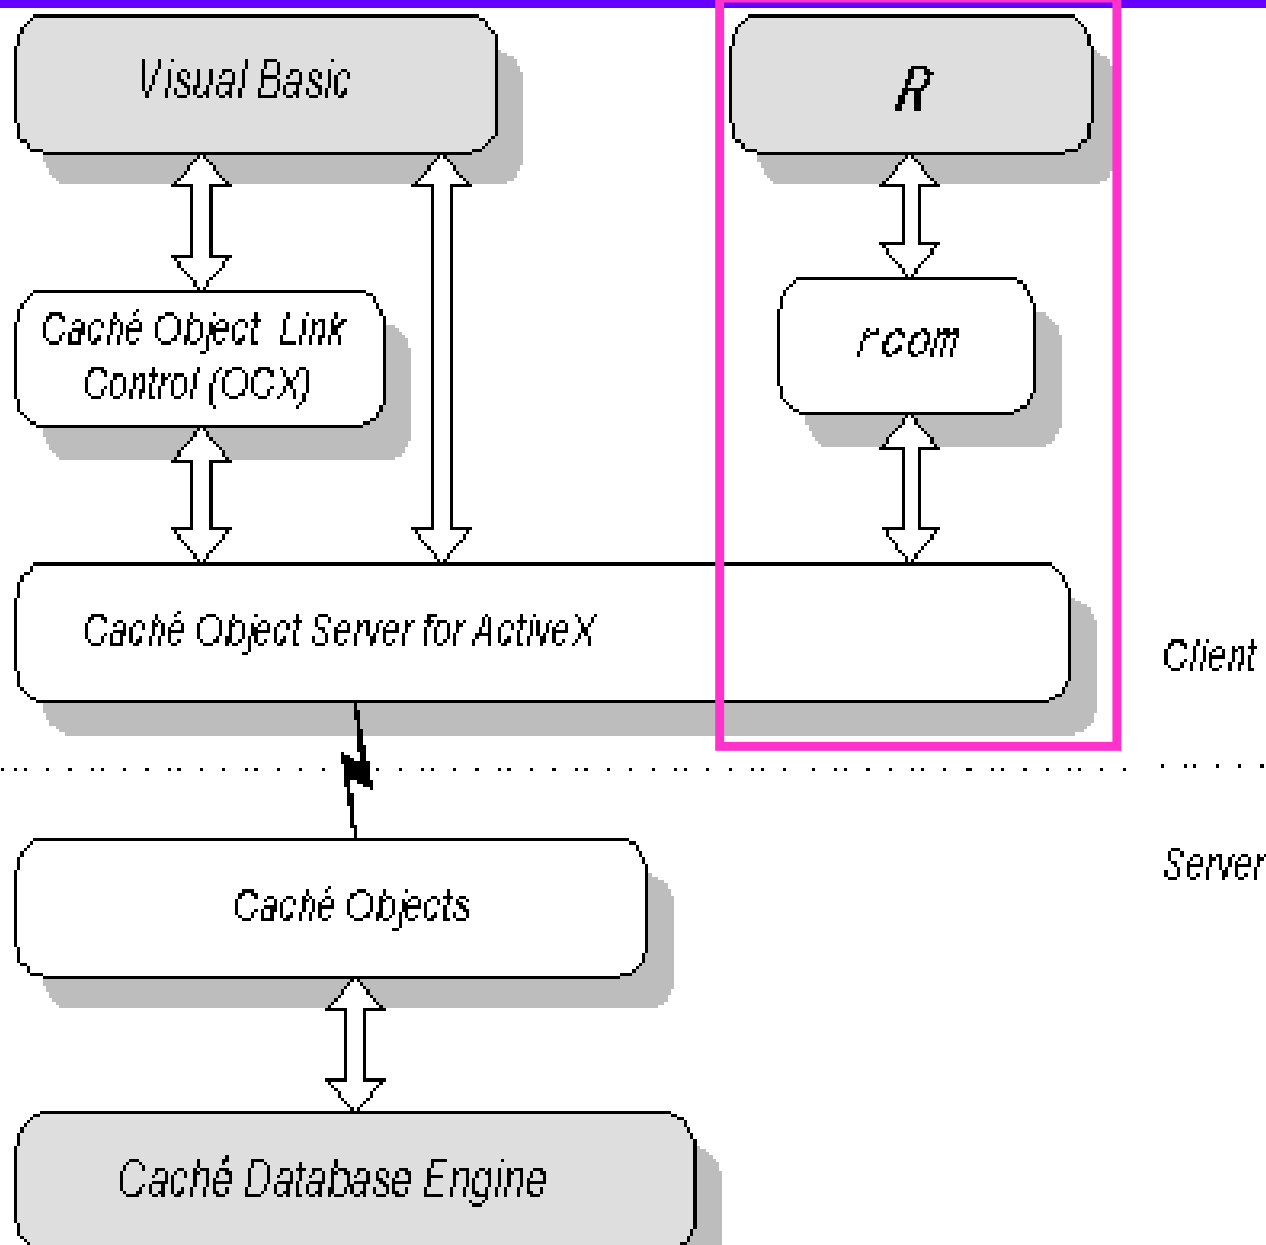 Visual Basic
R
Caché Object Link
Control (OCX)
rcom
Caché Object Server for ActiveX
Client
Server
Caché Objects
Caché Database Engine